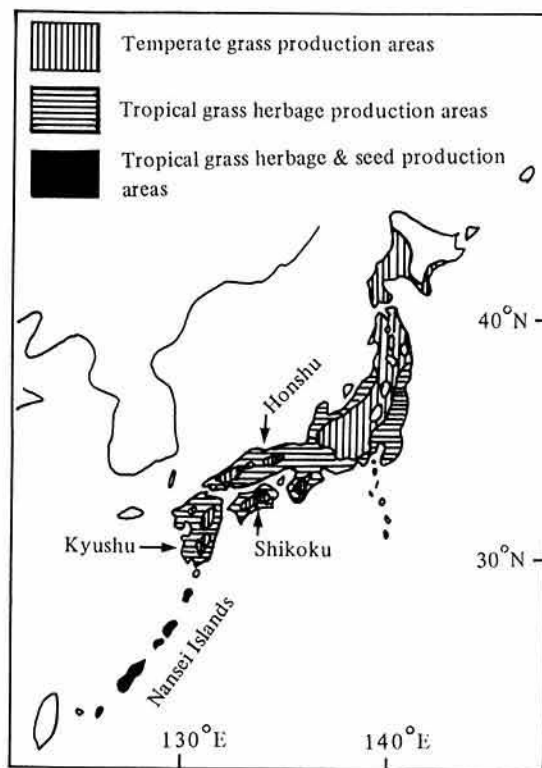 Temperate grass production areas
Tropical grass herbage production areas
Tropical grass herbage & seed production
areas
40°N
Honshu
Kyushu
Shikoku
30°N
Nansei Islands
130°E
140°E